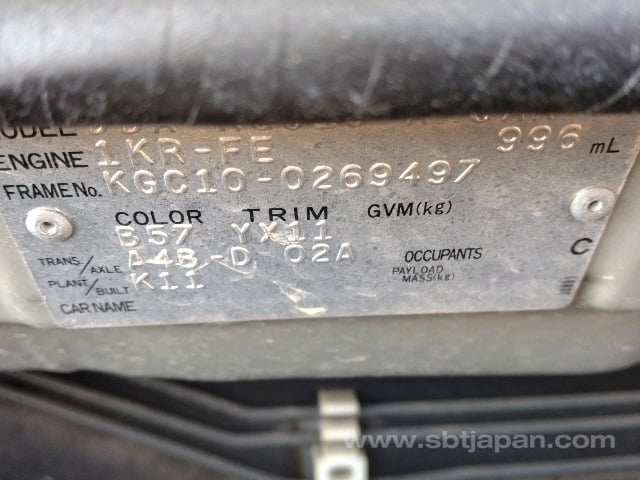 MODEL
ENGINE 1KR-FE 996 mL
FRAME No. KGC10-0269497
COLOR TRIM GVM(kg)
B57 YX11
TRANS./AXLE A4B-D 02A OCCUPANTS C
PLANT/BUILT K11 PAYLOAD MASS(kg)
CAR NAME
www.sbtjapan.com